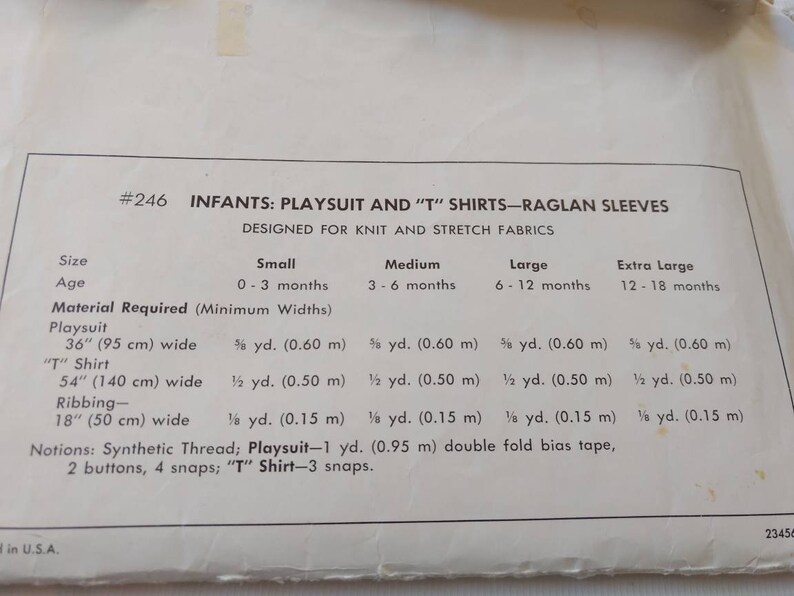 #246 INFANTS: PLAYSUIT AND "T" SHIRTS—RAGLAN SLEEVES
DESIGNED FOR KNIT AND STRETCH FABRICS
Size Small Medium Large Extra Large
Age 0 - 3 months 3 - 6 months 6 - 12 months 12 - 18 months
Material Required (Minimum Widths)
Playsuit
36" (95 cm) wide ⅝ yd. (0.60 m) ⅝ yd. (0.60 m) ⅝ yd. (0.60 m) ⅝ yd. (0.60 m)
"T" Shirt
54" (140 cm) wide ½ yd. (0.50 m) ½ yd. (0.50 m) ½ yd. (0.50 m) ½ yd. (0.50 m)
Ribbing—
18" (50 cm) wide ⅛ yd. (0.15 m) ⅛ yd. (0.15 m) ⅛ yd. (0.15 m) ⅛ yd. (0.15 m)
Notions: Synthetic Thread; Playsuit—1 yd. (0.95 m) double fold bias tape,
2 buttons, 4 snaps; "T" Shirt—3 snaps.
in U.S.A. 23456